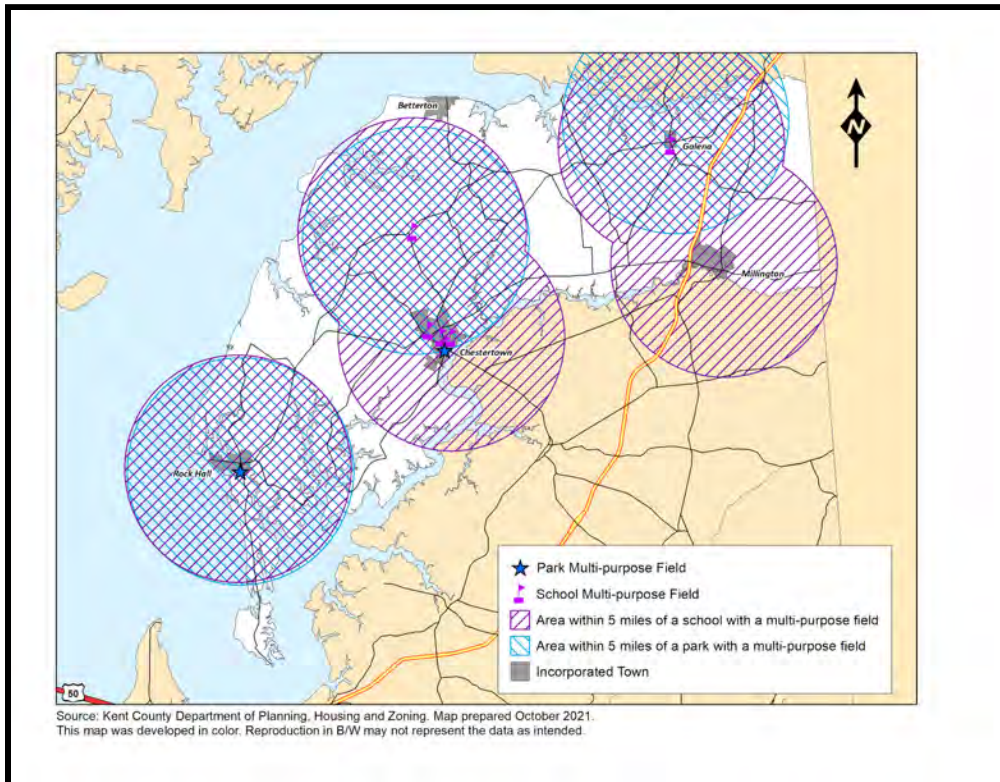 Betterton
N
Galena
Millington
Chestertown
Rock Hall
Park Multi-purpose Field
School Multi-purpose Field
Area within 5 miles of a school with a multi-purpose field
Area within 5 miles of a park with a multi-purpose field
Incorporated Town
50
Source: Kent County Department of Planning, Housing and Zoning. Map prepared October 2021.
This map was developed in color. Reproduction in B/W may not represent the data as intended.